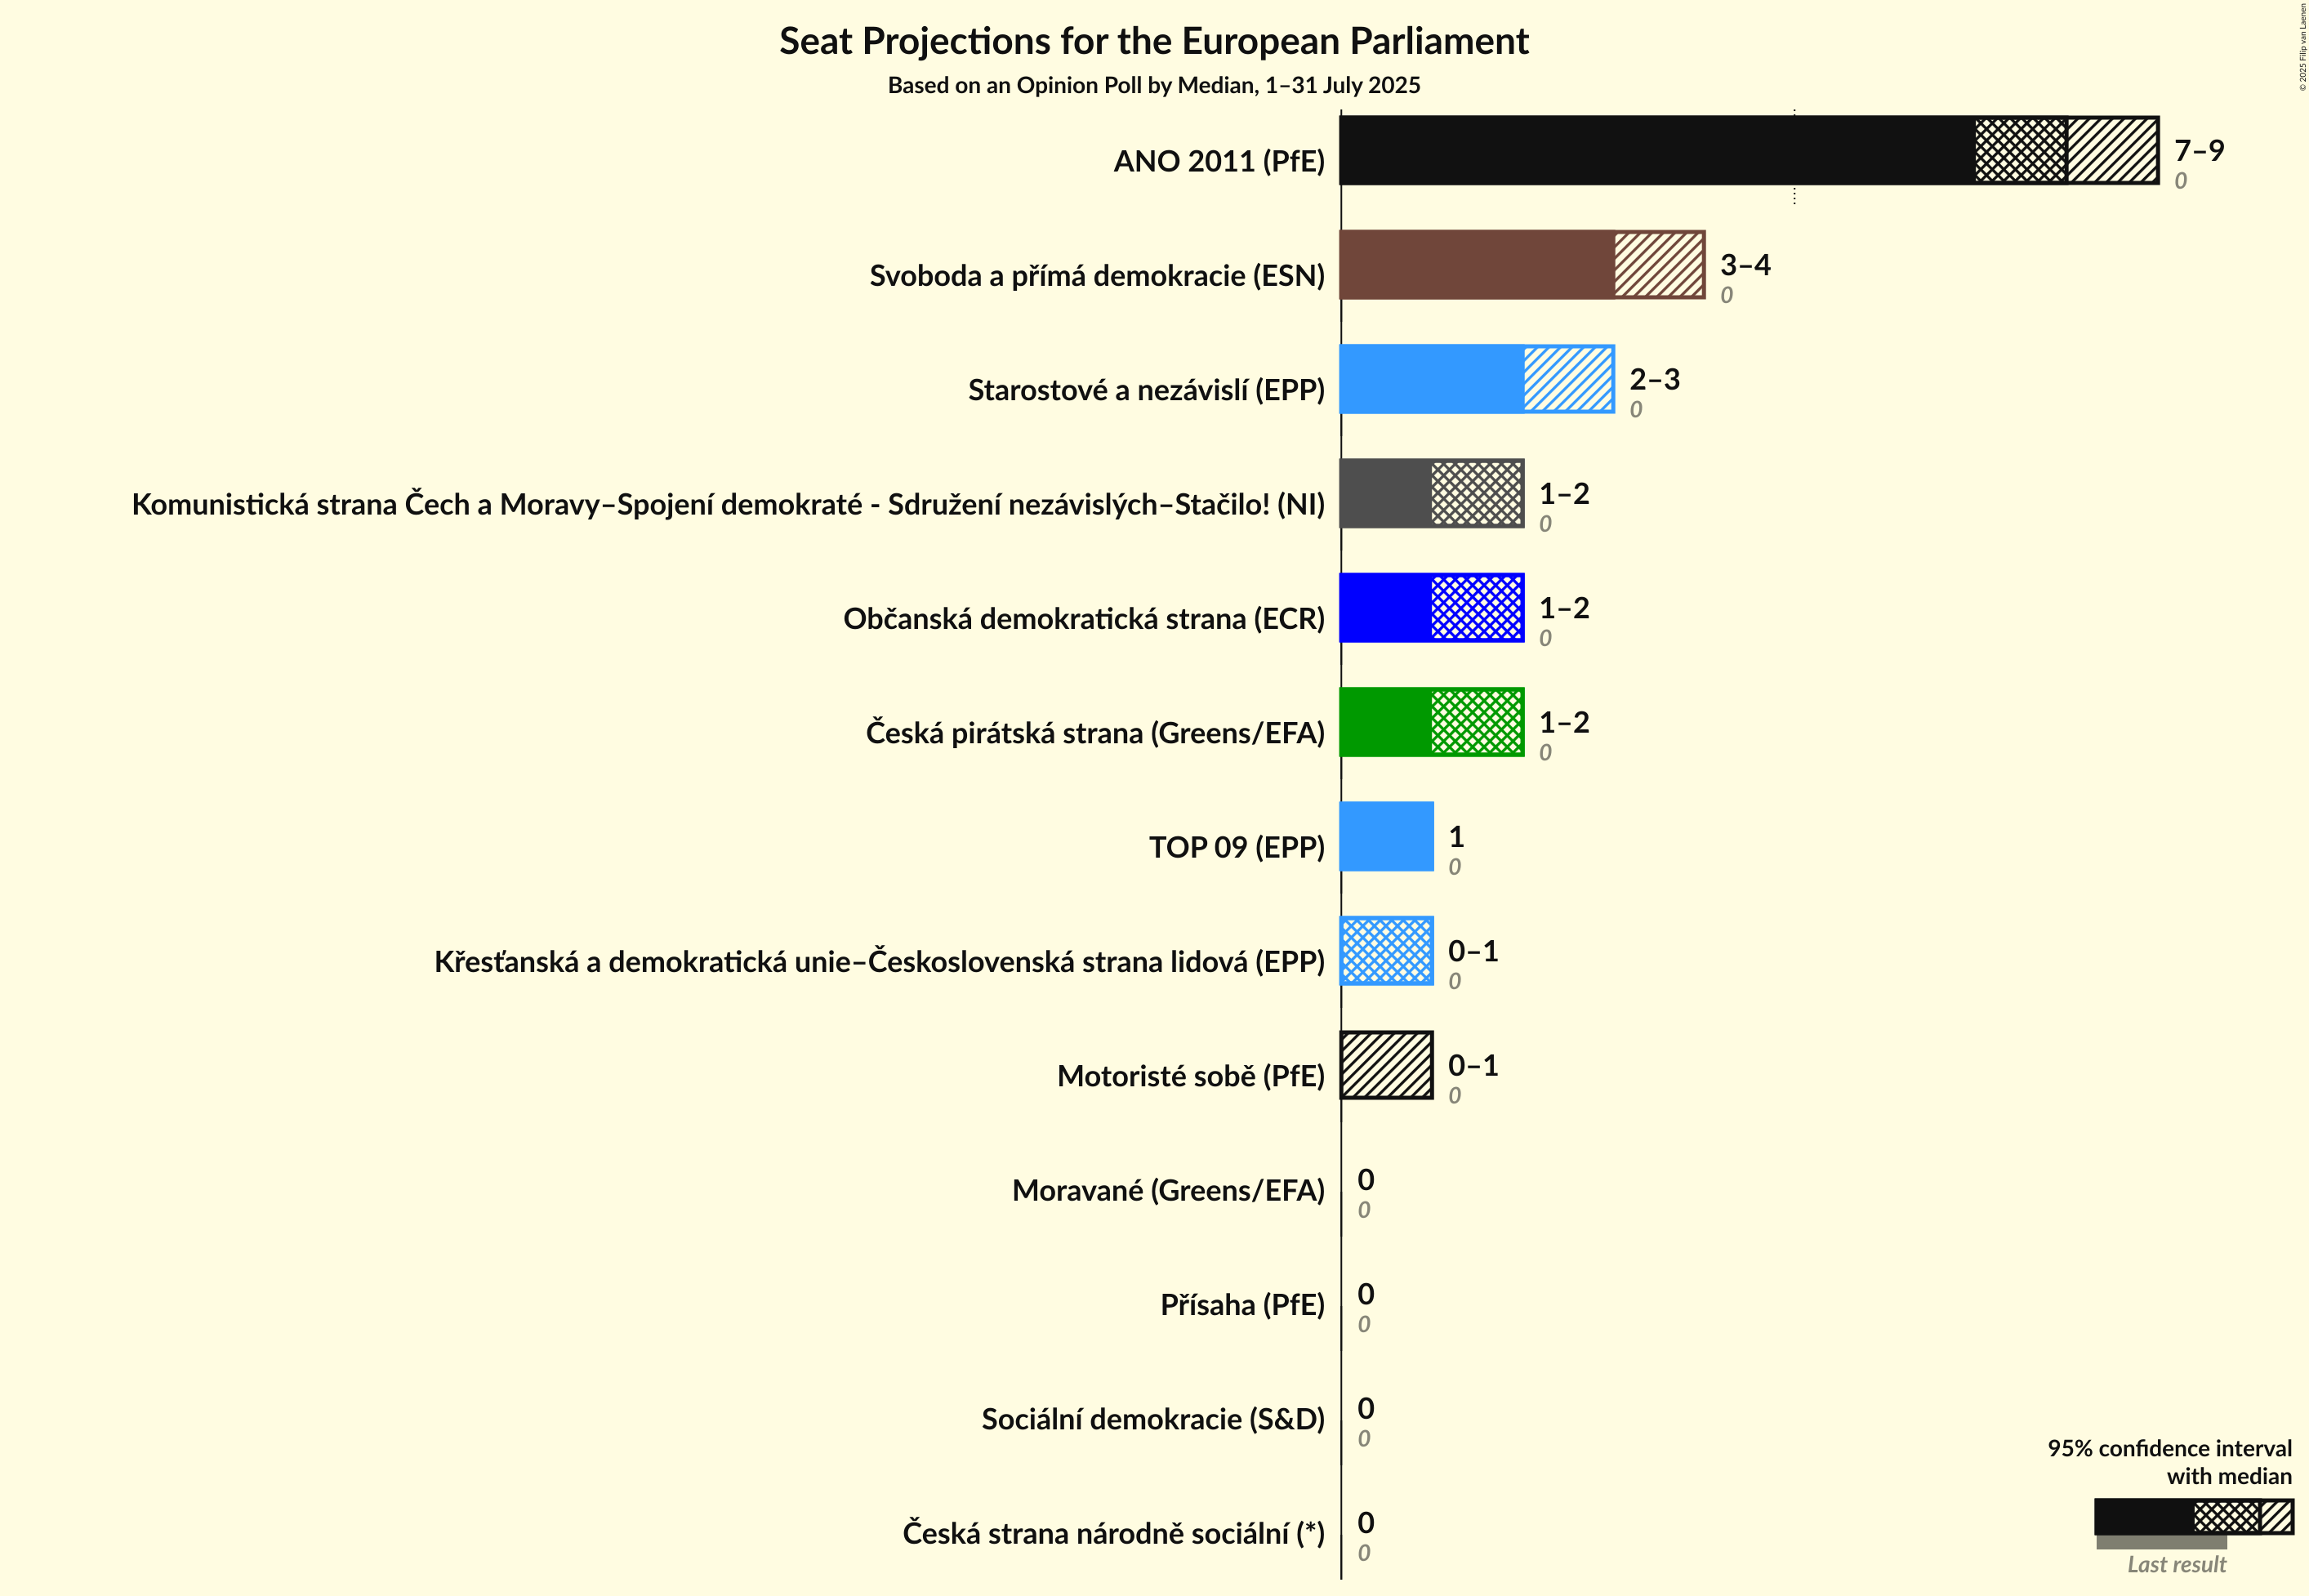 Seat Projections for the European Parliament
Based on an Opinion Poll by Median, 1–31 July 2025
© 2025 Filip van Laenen
ANO 2011 (PfE)
7–9
0
Svoboda a přímá demokracie (ESN)
3–4
0
Starostové a nezávislí (EPP)
2–3
0
Komunistická strana Čech a Moravy–Spojení demokraté - Sdružení nezávislých–Stačilo! (NI)
1–2
0
Občanská demokratická strana (ECR)
1–2
0
Česká pirátská strana (Greens/EFA)
1–2
0
TOP 09 (EPP)
1
0
Křesťanská a demokratická unie–Československá strana lidová (EPP)
0–1
0
Motoristé sobě (PfE)
0–1
0
Moravané (Greens/EFA)
0
0
Přísaha (PfE)
0
0
Sociální demokracie (S&D)
0
0
Česká strana národně sociální (*)
0
0
95% confidence interval
with median
Last result